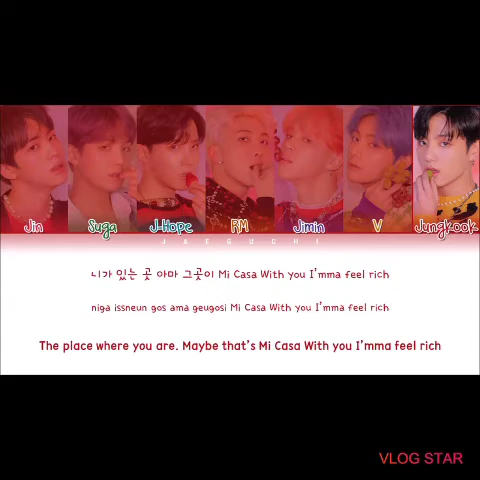 Jin Suga J-Hope RM Jimin V Jungkook
JAEGUCHI
니가 있는 곳 아마 그곳이 Mi Casa With you I'mma feel rich
niga issneun gos ama geugosi Mi Casa With you I'mma feel rich
The place where you are. Maybe that's Mi Casa With you I'mma feel rich
VLOG STAR